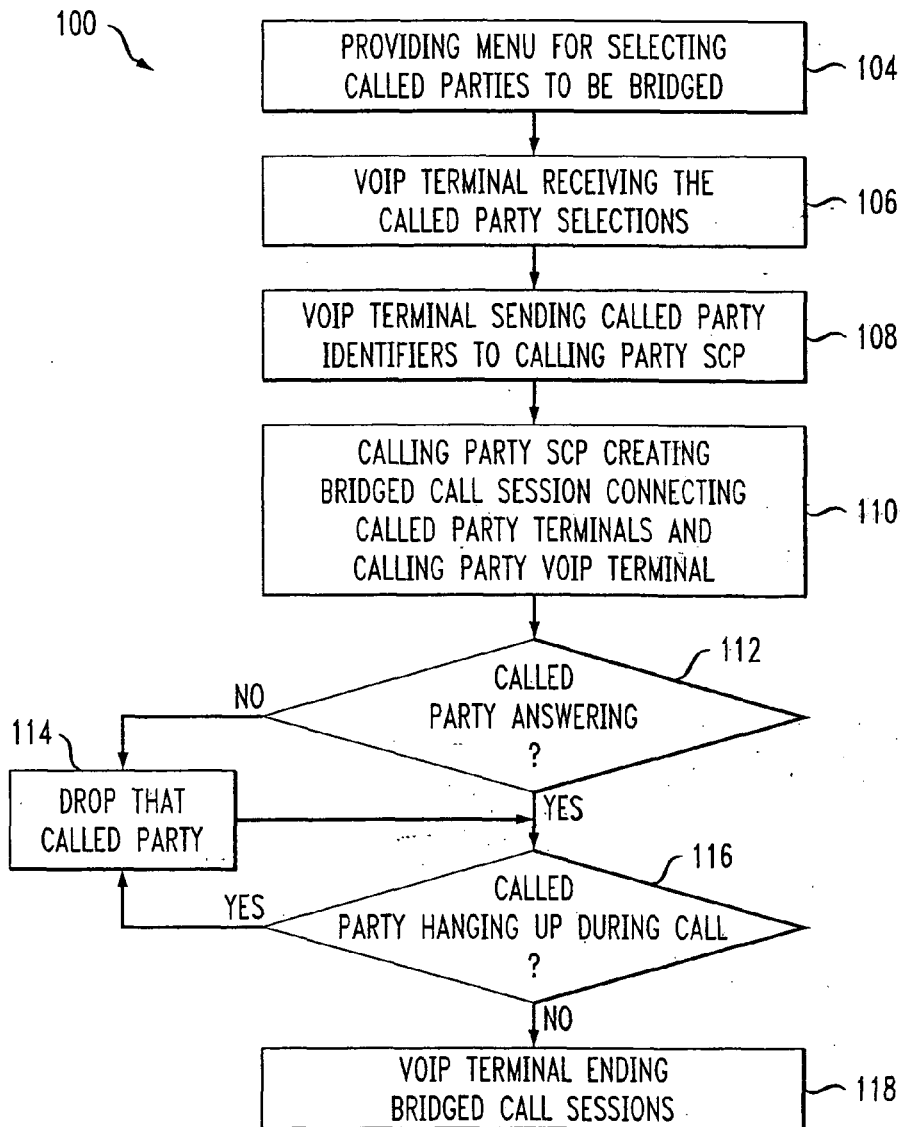 100
PROVIDING MENU FOR SELECTING
CALLED PARTIES TO BE BRIDGED
104
VOIP TERMINAL RECEIVING THE
CALLED PARTY SELECTIONS
106
VOIP TERMINAL SENDING CALLED PARTY
IDENTIFIERS TO CALLING PARTY SCP
108
CALLING PARTY SCP CREATING
BRIDGED CALL SESSION CONNECTING
CALLED PARTY TERMINALS AND
CALLING PARTY VOIP TERMINAL
110
CALLED
PARTY ANSWERING
?
112
NO
114
DROP THAT
CALLED PARTY
YES
CALLED
PARTY HANGING UP DURING CALL
?
116
YES
NO
VOIP TERMINAL ENDING
BRIDGED CALL SESSIONS
118